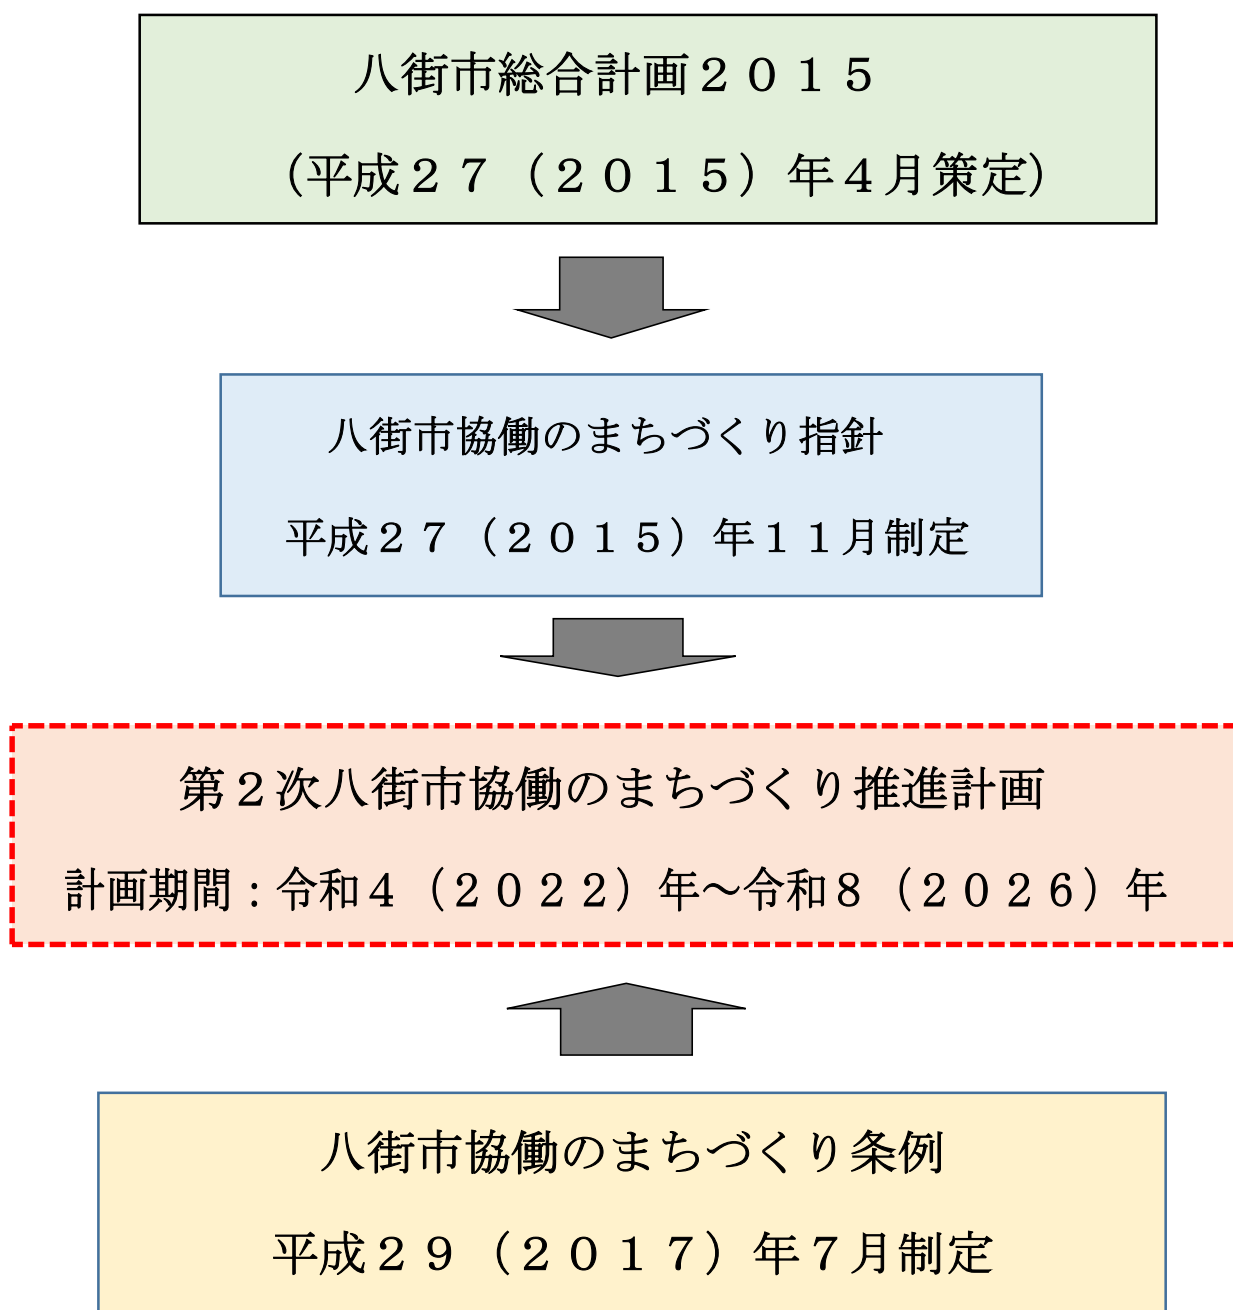 八街市総合計画２０１５
（平成２７（２０１５）年４月策定）
八街市協働のまちづくり指針
平成２７（２０１５）年１１月制定
第２次八街市協働のまちづくり推進計画
計画期間：令和４（２０２２）年～令和８（２０２６）年
八街市協働のまちづくり条例
平成２９（２０１７）年７月制定